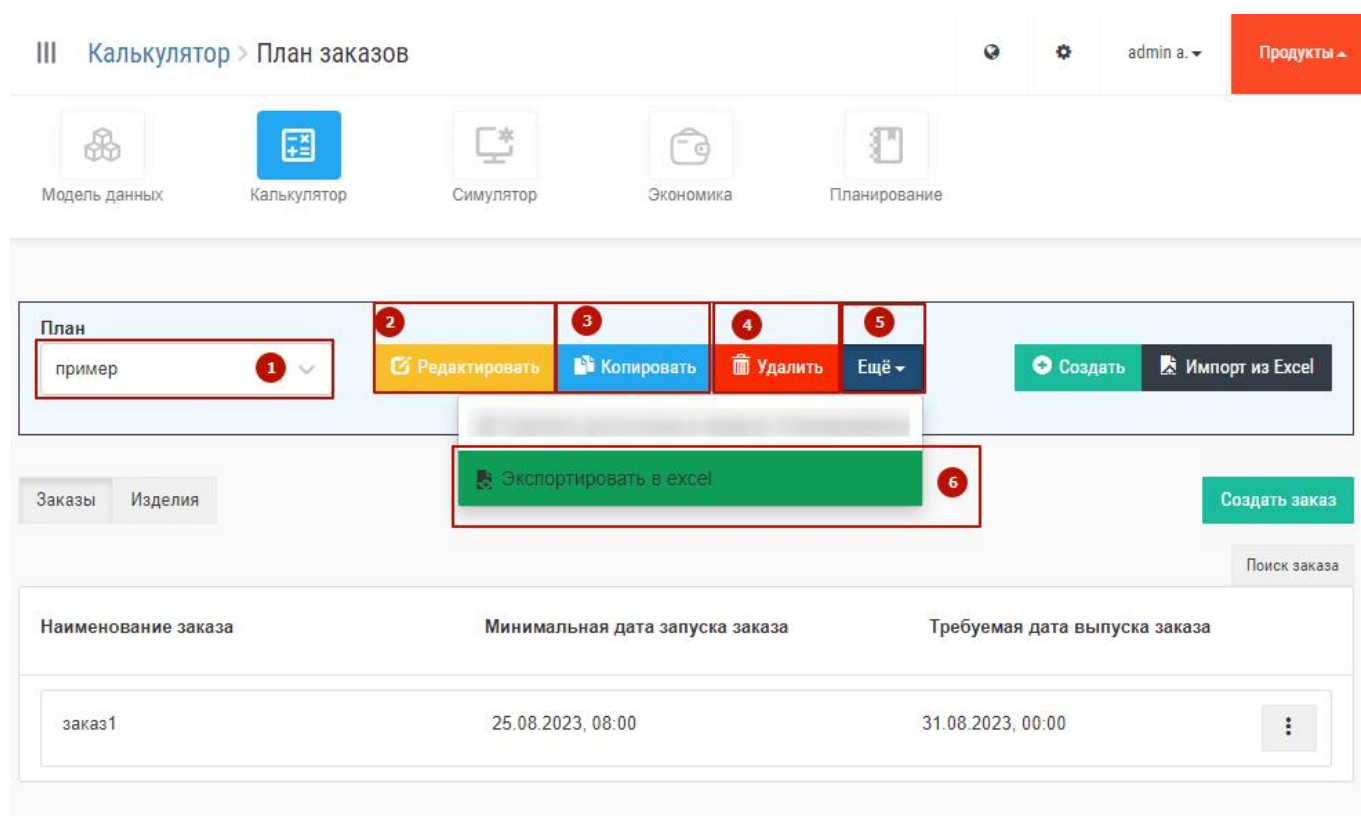 Калькулятор > План заказов
admin a.
Продукты
Модель данных
Калькулятор
Симулятор
Экономика
Планирование
План
2
3
4
5
пример
1
Редактировать
Копировать
Удалить
Ещё
Создать
Импорт из Excel
Экспортировать в excel
6
Заказы
Изделия
Создать заказ
Поиск заказа
Наименование заказа
Минимальная дата запуска заказа
Требуемая дата выпуска заказа
заказ1
25.08.2023, 08:00
31.08.2023, 00:00